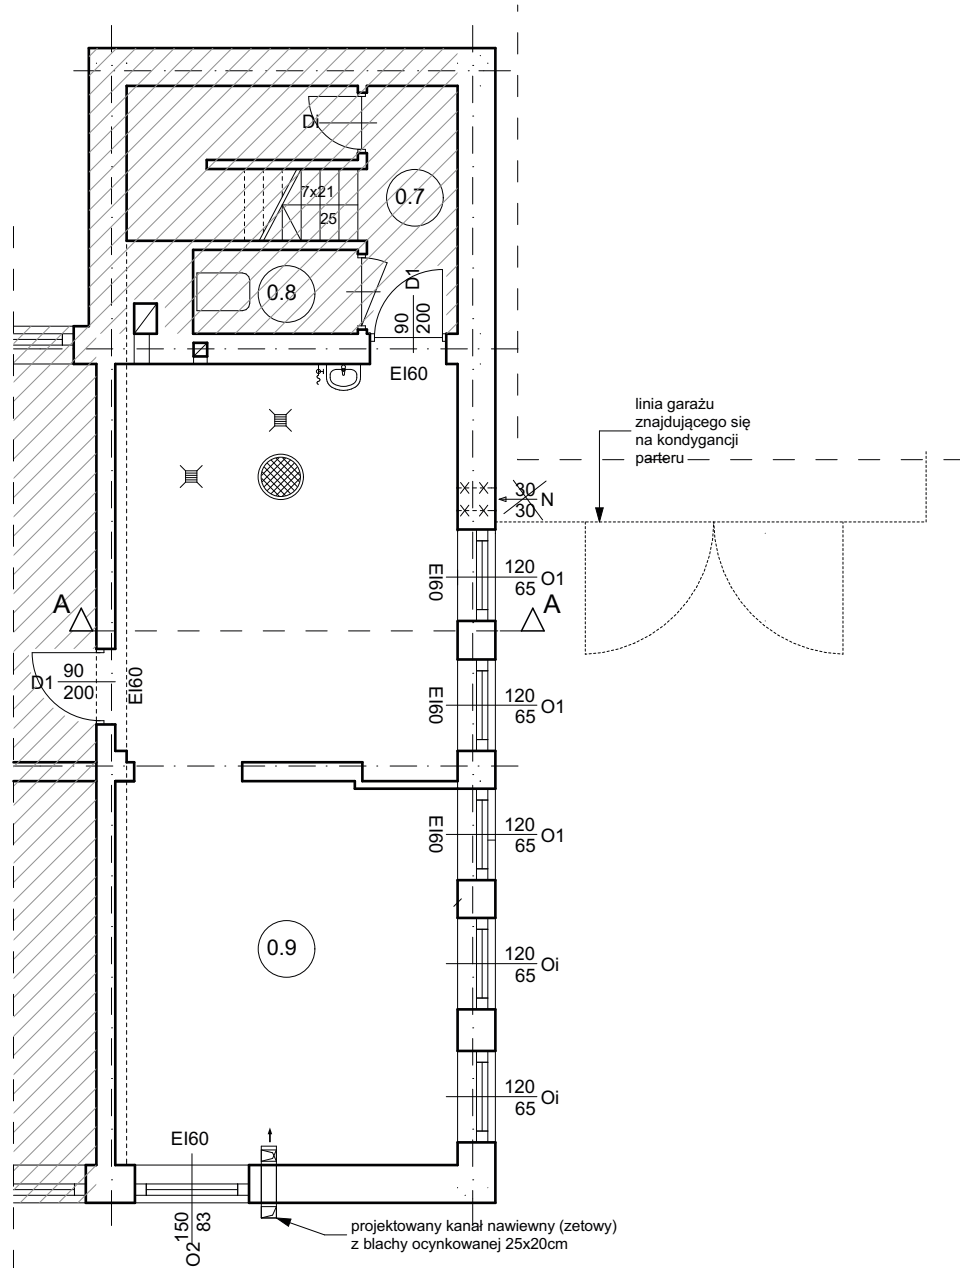 Di
7x21
25
0.7
0.8
D1
90
200
EI60
linia garażu
znajdującego się
na kondygancji
parteru
30
30
N
EI60
120
65
O1
A
A
D1
90
200
EI60
EI60
120
65
O1
EI60
120
65
O1
0.9
120
65
Oi
120
65
Oi
EI60
150
83
O2
projektowany kanał nawiewny (zetowy)
z blachy ocynkowanej 25x20cm